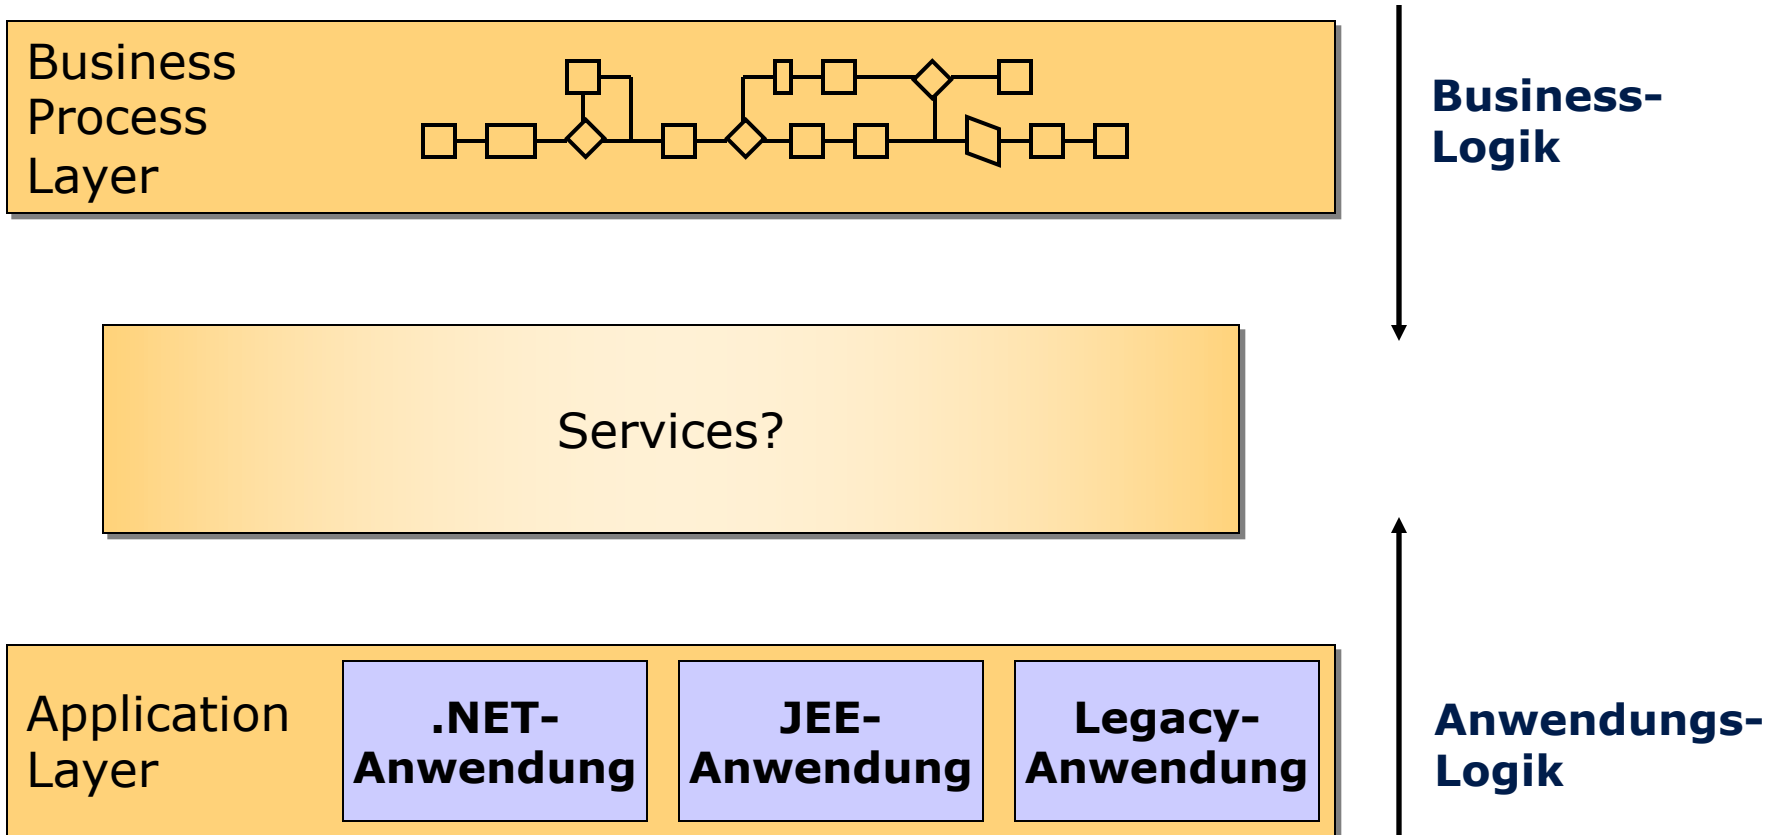 Business
Process
Layer
Business-
Logik
Services?
Application
Layer
.NET-
Anwendung
JEE-
Anwendung
Legacy-
Anwendung
Anwendungs-
Logik